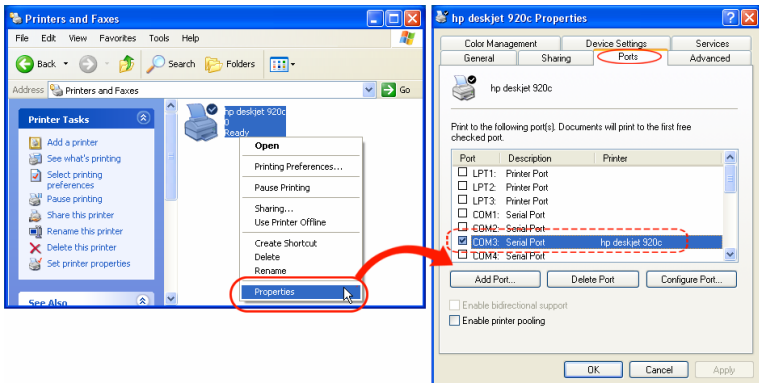 Printers and Faxes
File Edit View Favorites Tools Help
Back Search Folders
Address Printers and Faxes Go
Printer Tasks
Add a printer
See what's printing
Select printing
preferences
Pause printing
Share this printer
Rename this printer
Delete this printer
Set printer properties
See Also
hp deskjet 920c
0
Ready
Open
Printing Preferences...
Pause Printing
Sharing...
Use Printer Offline
Create Shortcut
Delete
Rename
Properties
hp deskjet 920c Properties
Color Management Device Settings Services
General Sharing Ports Advanced
hp deskjet 920c
Print to the following port(s). Documents will print to the first free
checked port.
Port Description Printer
LPT1: Printer Port
LPT2: Printer Port
LPT3: Printer Port
COM1: Serial Port
COM2: Serial Port
COM3: Serial Port hp deskjet 920c
COM4: Serial Port
Add Port... Delete Port Configure Port...
Enable bidirectional support
Enable printer pooling
OK Cancel Apply